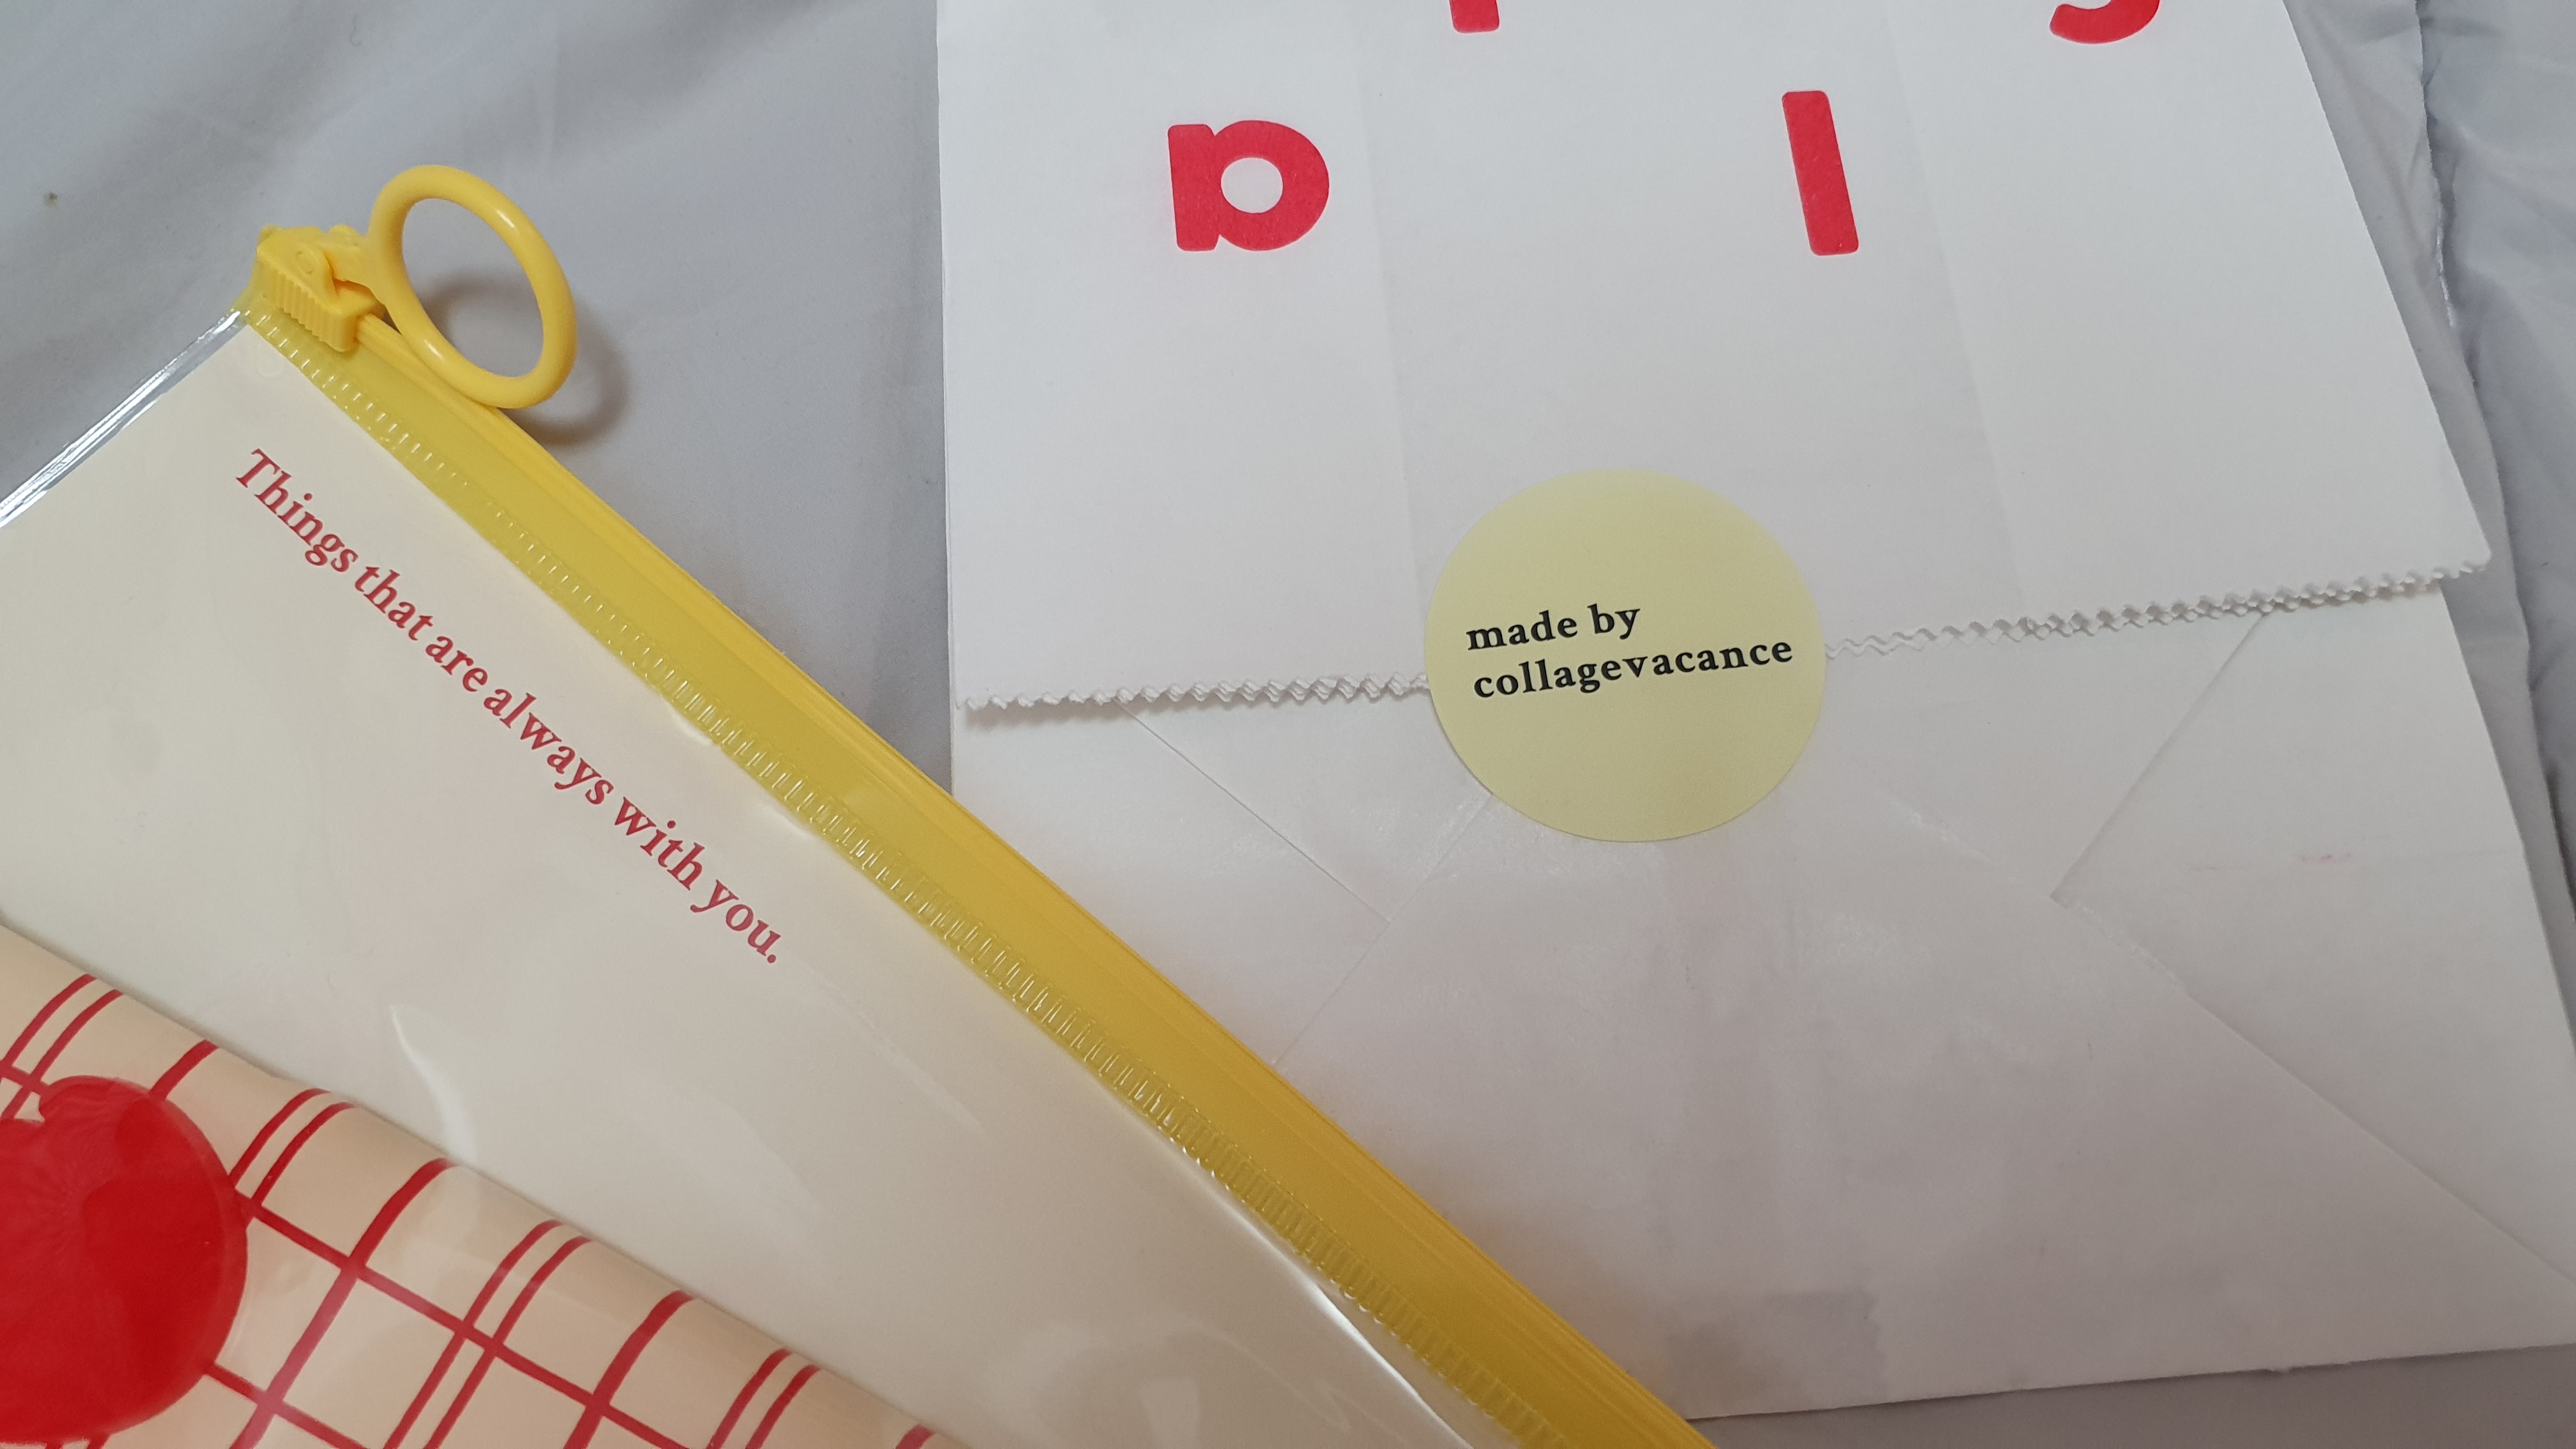 a l
made by
collagevacance
Things that are always with you.